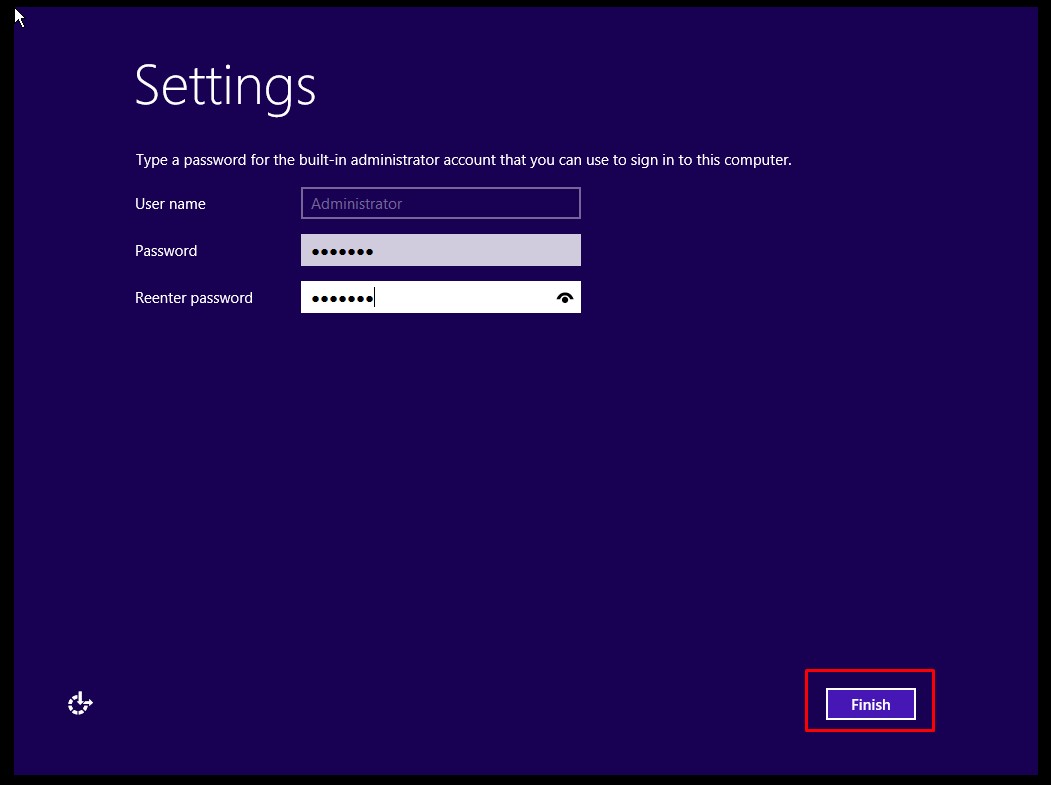 Settings
Type a password for the built-in administrator account that you can use to sign in to this computer.
User name Administrator
Password •••••••
Reenter password •••••••
Finish